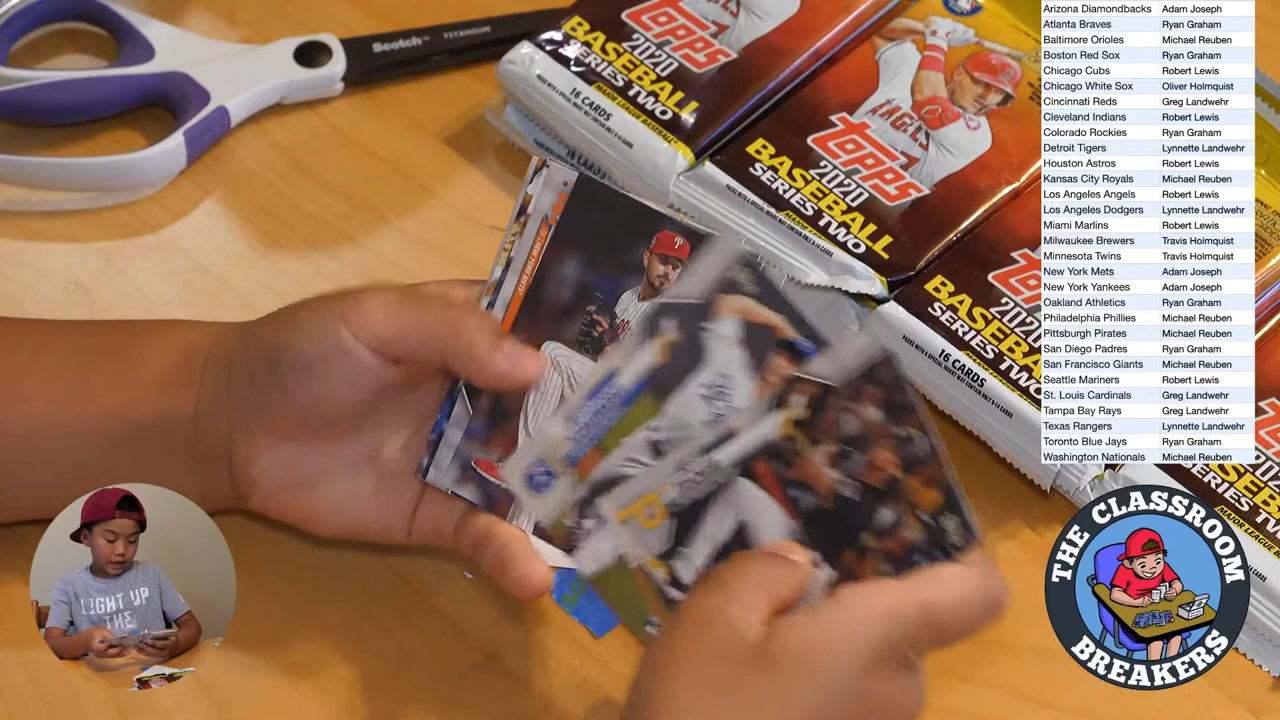 Scotch™ TITANIUM
TOPPS
2020
BASEBALL
SERIES TWO
16 CARDS
MAJOR LEAGUE BASEBALL
ANGELS
TOPPS
2020
BASEBALL
SERIES TWO
TOPPS
2020
BASEBALL
SERIES TWO
16 CARDS
P
P
LIGHT UP
THE
Arizona Diamondbacks Adam Joseph
Atlanta Braves Ryan Graham
Baltimore Orioles Michael Reuben
Boston Red Sox Ryan Graham
Chicago Cubs Robert Lewis
Chicago White Sox Oliver Holmquist
Cincinnati Reds Greg Landwehr
Cleveland Indians Robert Lewis
Colorado Rockies Ryan Graham
Detroit Tigers Lynnette Landwehr
Houston Astros Robert Lewis
Kansas City Royals Michael Reuben
Los Angeles Angels Robert Lewis
Los Angeles Dodgers Lynnette Landwehr
Miami Marlins Robert Lewis
Milwaukee Brewers Travis Holmquist
Minnesota Twins Travis Holmquist
New York Mets Adam Joseph
New York Yankees Adam Joseph
Oakland Athletics Ryan Graham
Philadelphia Phillies Michael Reuben
Pittsburgh Pirates Michael Reuben
San Diego Padres Ryan Graham
San Francisco Giants Michael Reuben
Seattle Mariners Robert Lewis
St. Louis Cardinals Greg Landwehr
Tampa Bay Rays Greg Landwehr
Texas Rangers Lynnette Landwehr
Toronto Blue Jays Ryan Graham
Washington Nationals Michael Reuben
THE CLASSROOM
BREAKERS